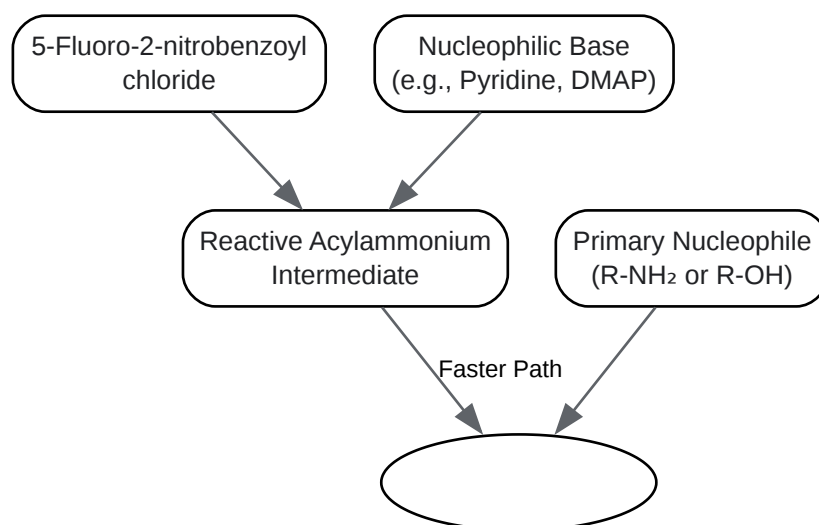 5-Fluoro-2-nitrobenzoyl
chloride
Nucleophilic Base
(e.g., Pyridine, DMAP)
Reactive Acylammonium
Intermediate
Primary Nucleophile
(R-NH₂ or R-OH)
Faster Path